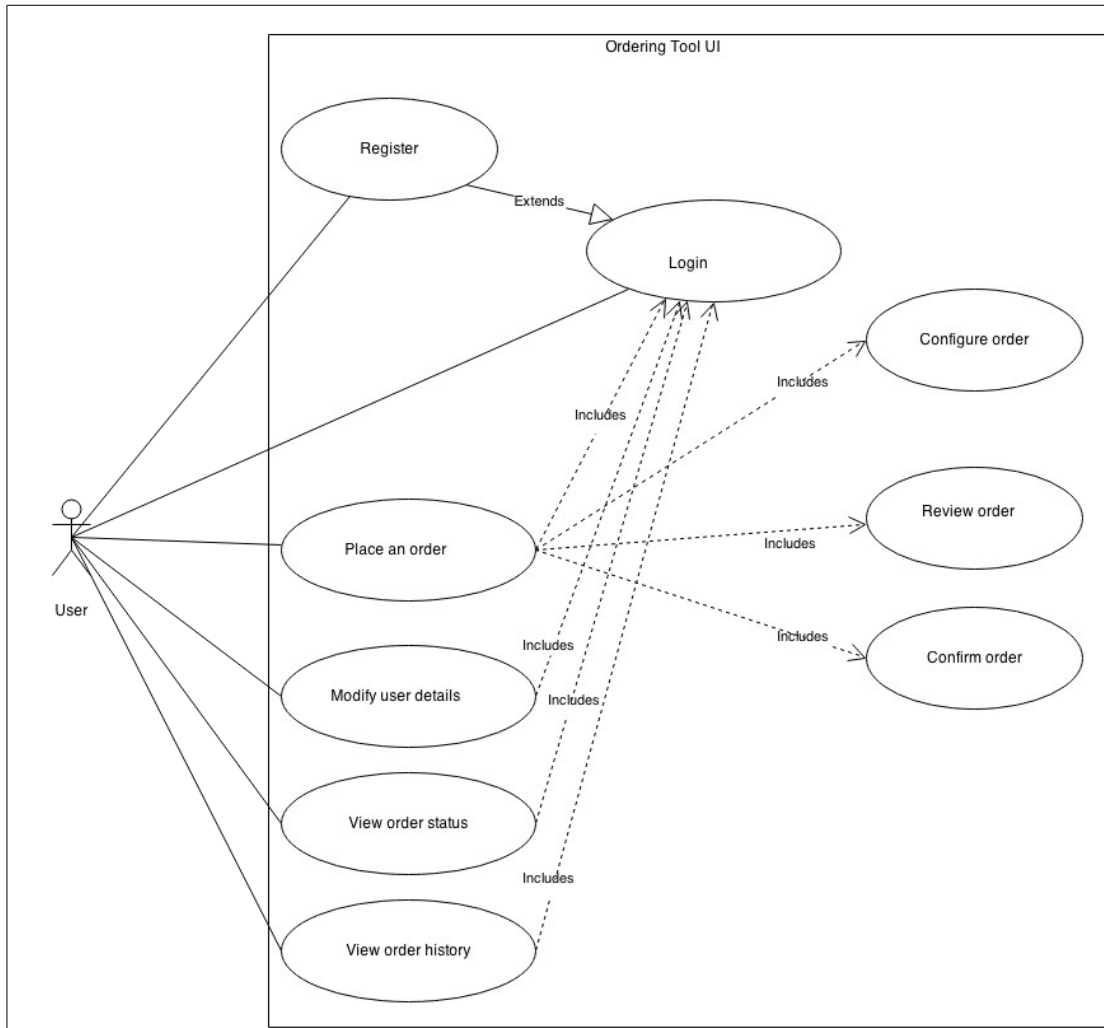 Ordering Tool UI
Register
Extends
Login
Configure order
Includes
Includes
Review order
Place an order
Includes
User
Includes
Includes
Confirm order
Modify user details
Includes
View order status
Includes
View order history